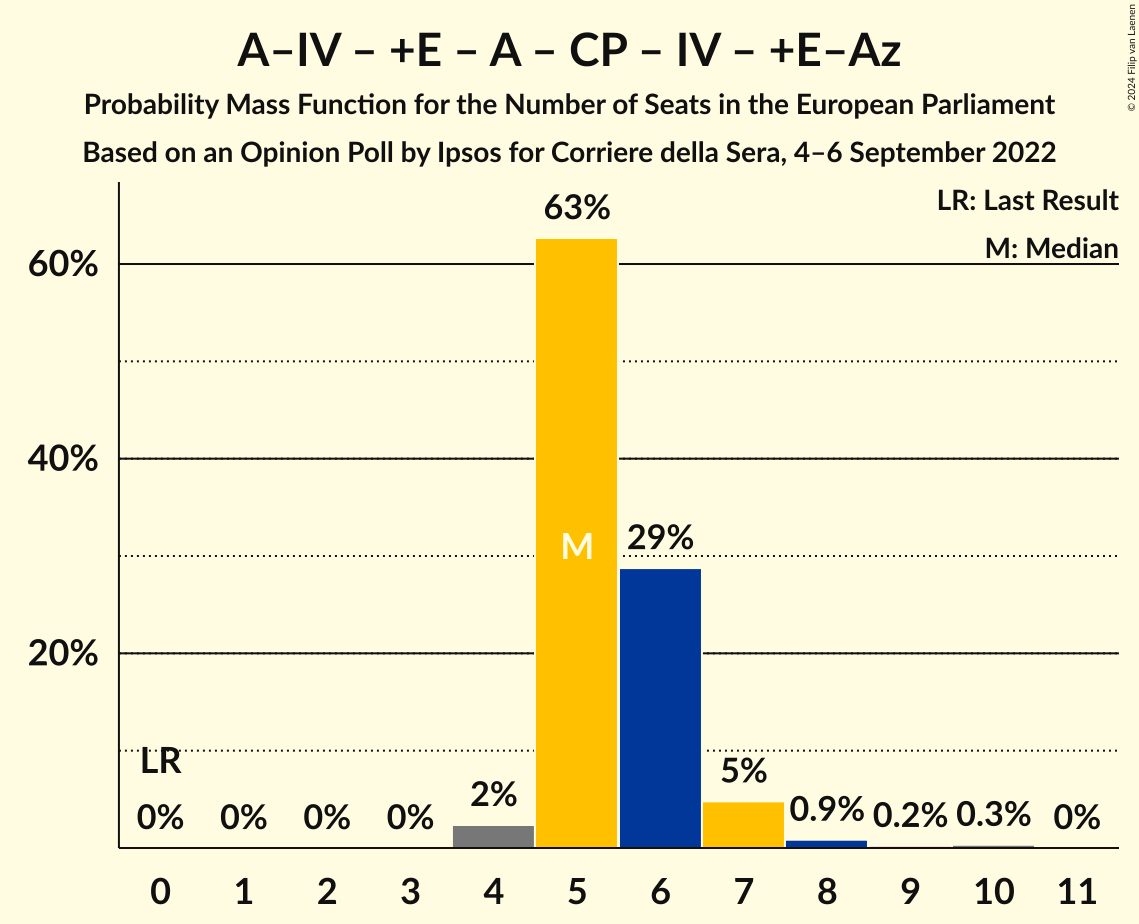 A–IV – +E – A – CP – IV – +E–Az
Probability Mass Function for the Number of Seats in the European Parliament
Based on an Opinion Poll by Ipsos for Corriere della Sera, 4–6 September 2022
© 2024 Filip van Laenen
LR: Last Result
M: Median
63%
60%
M
29%
40%
20%
LR
0% 0% 0% 0% 2% 5% 0.9% 0.2% 0.3% 0%
0 1 2 3 4 5 6 7 8 9 10 11